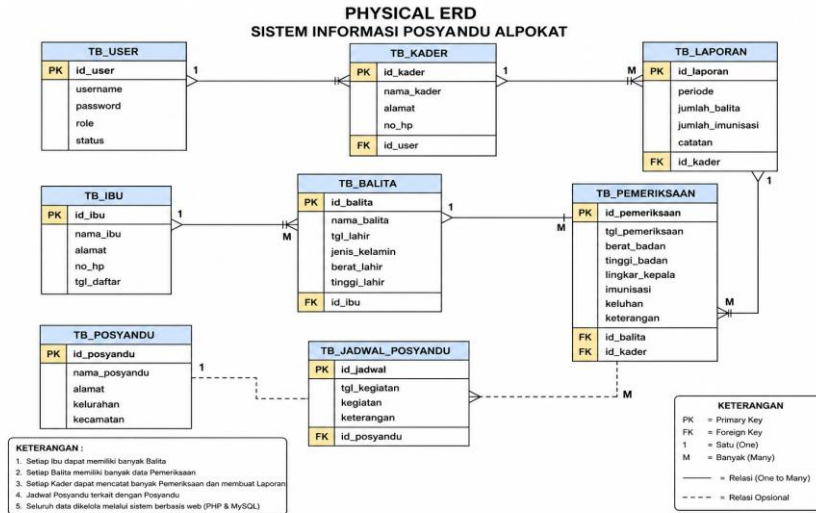 PHYSICAL ERD
SISTEM INFORMASI POSYANDU ALPOKAT
TB_USER
PK id_user
username
password
role
status
1
TB_KADER
PK id_kader
nama_kader
alamat
no_hp
FK id_user
1
M
TB_LAPORAN
PK id_laporan
periode
jumlah_balita
jumlah_imunisasi
catatan
FK id_kader
1
TB_IBU
PK id_ibu
nama_ibu
alamat
no_hp
tgl_daftar
1
M
TB_BALITA
PK id_balita
nama_balita
tgl_lahir
jenis_kelamin
berat_lahir
tinggi_lahir
FK id_ibu
1
M
TB_PEMERIKSAAN
PK id_pemeriksaan
tgl_pemeriksaan
berat_badan
tinggi_badan
lingkar_kepala
imunisasi
keluhan
keterangan
FK id_balita
FK id_kader
M
TB_POSYANDU
PK id_posyandu
nama_posyandu
alamat
kelurahan
kecamatan
1
TB_JADWAL_POSYANDU
PK id_jadwal
tgl_kegiatan
kegiatan
keterangan
FK id_posyandu
M
KETERANGAN :
1. Setiap Ibu dapat memiliki banyak Balita
2. Setiap Balita memiliki banyak data Pemeriksaan
3. Setiap Kader dapat mencatat banyak Pemeriksaan dan membuat Laporan
4. Jadwal Posyandu terkait dengan Posyandu
5. Seluruh data dikelola melalui sistem berbasis web (PHP & MySQL)
KETERANGAN
PK = Primary Key
FK = Foreign Key
1 = Satu (One)
M = Banyak (Many)
= Relasi (One to Many)
= Relasi Opsional